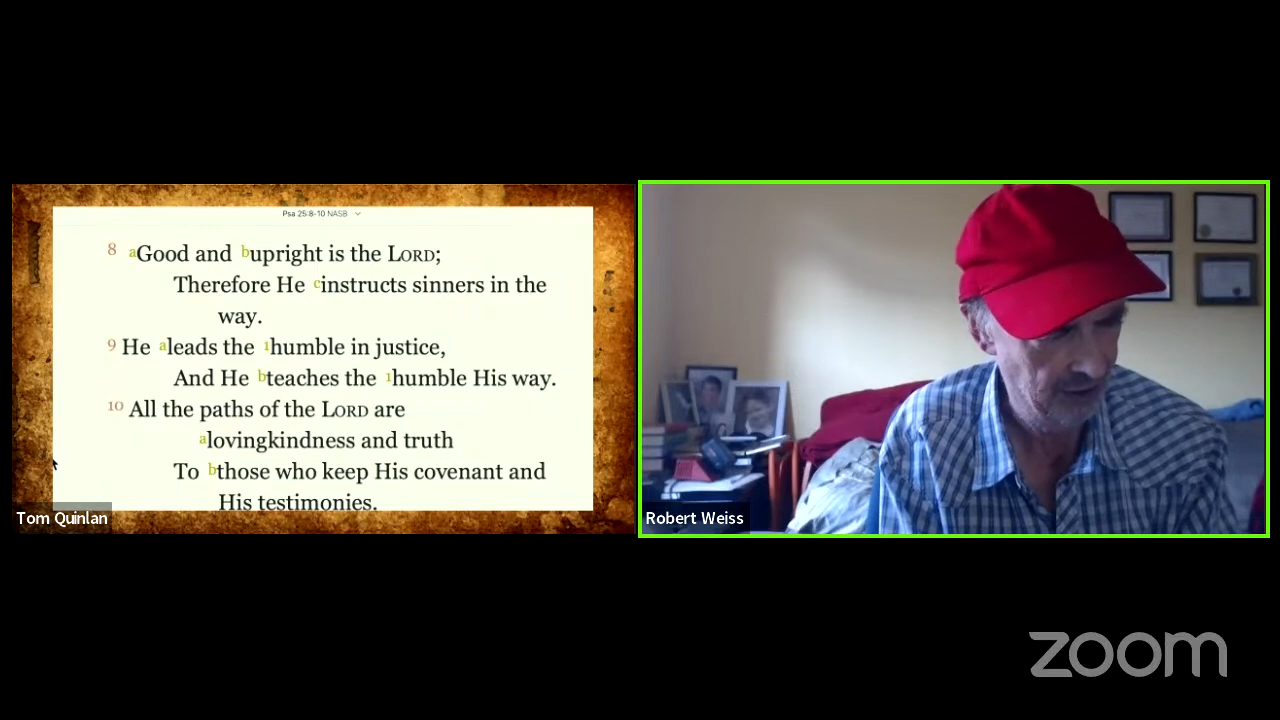 Psa 25:8-10 NASB
8 aGood and bupright is the LORD;
Therefore He cinstructs sinners in the
way.
9 He aleads the 1humble in justice,
And He bteaches the 1humble His way.
10 All the paths of the LORD are
alovingkindness and truth
To bthose who keep His covenant and
His testimonies.
Tom Quinlan
Robert Weiss
zoom